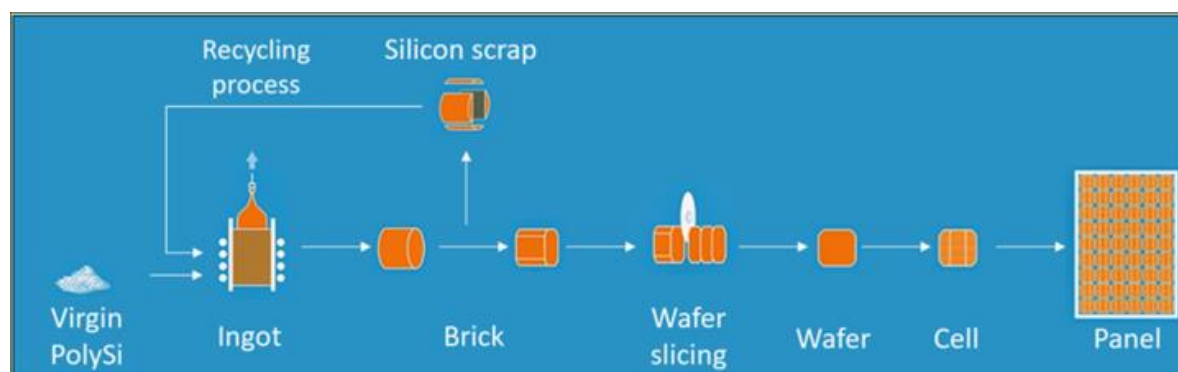 Recycling
process
Silicon scrap
Virgin
PolySi
Ingot
Brick
Wafer
slicing
Wafer
Cell
Panel